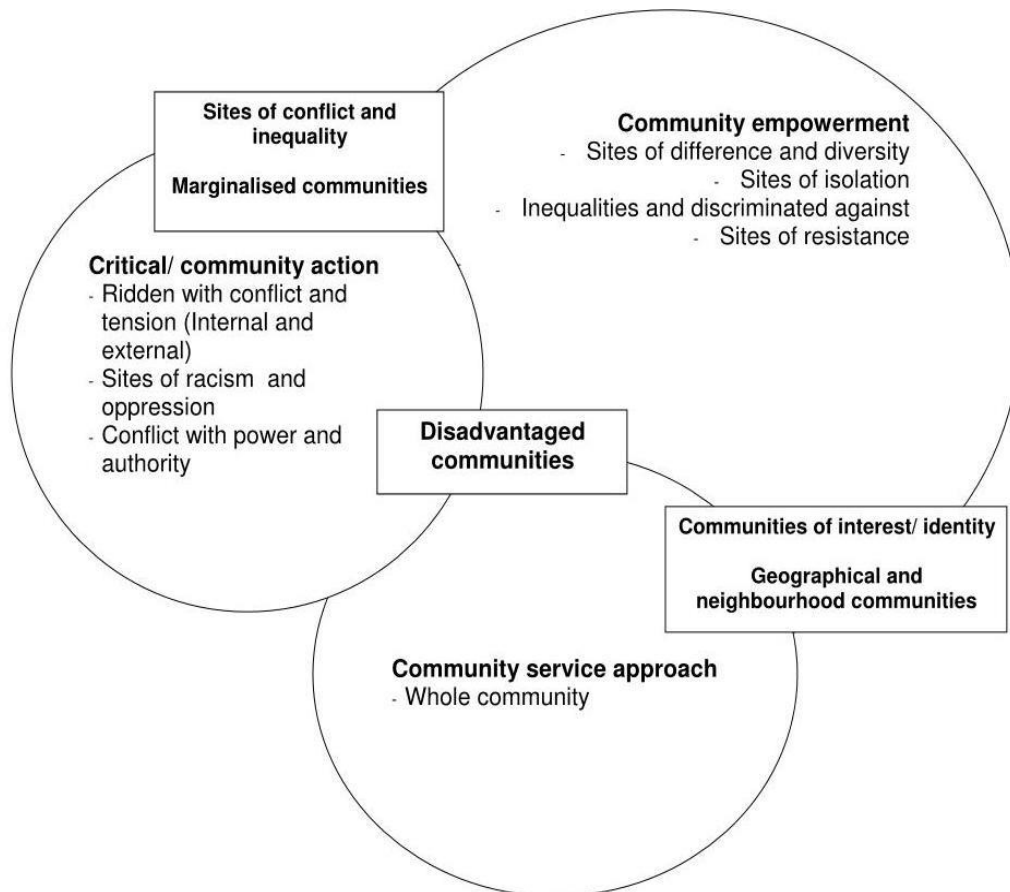 Sites of conflict and
inequality
Marginalised communities
Community empowerment
- Sites of difference and diversity
- Sites of isolation
- Inequalities and discriminated against
- Sites of resistance
Critical/ community action
- Ridden with conflict and
tension (Internal and
external)
- Sites of racism and
oppression
- Conflict with power and
authority
Disadvantaged
communities
Communities of interest/ identity
Geographical and
neighbourhood communities
Community service approach
- Whole community